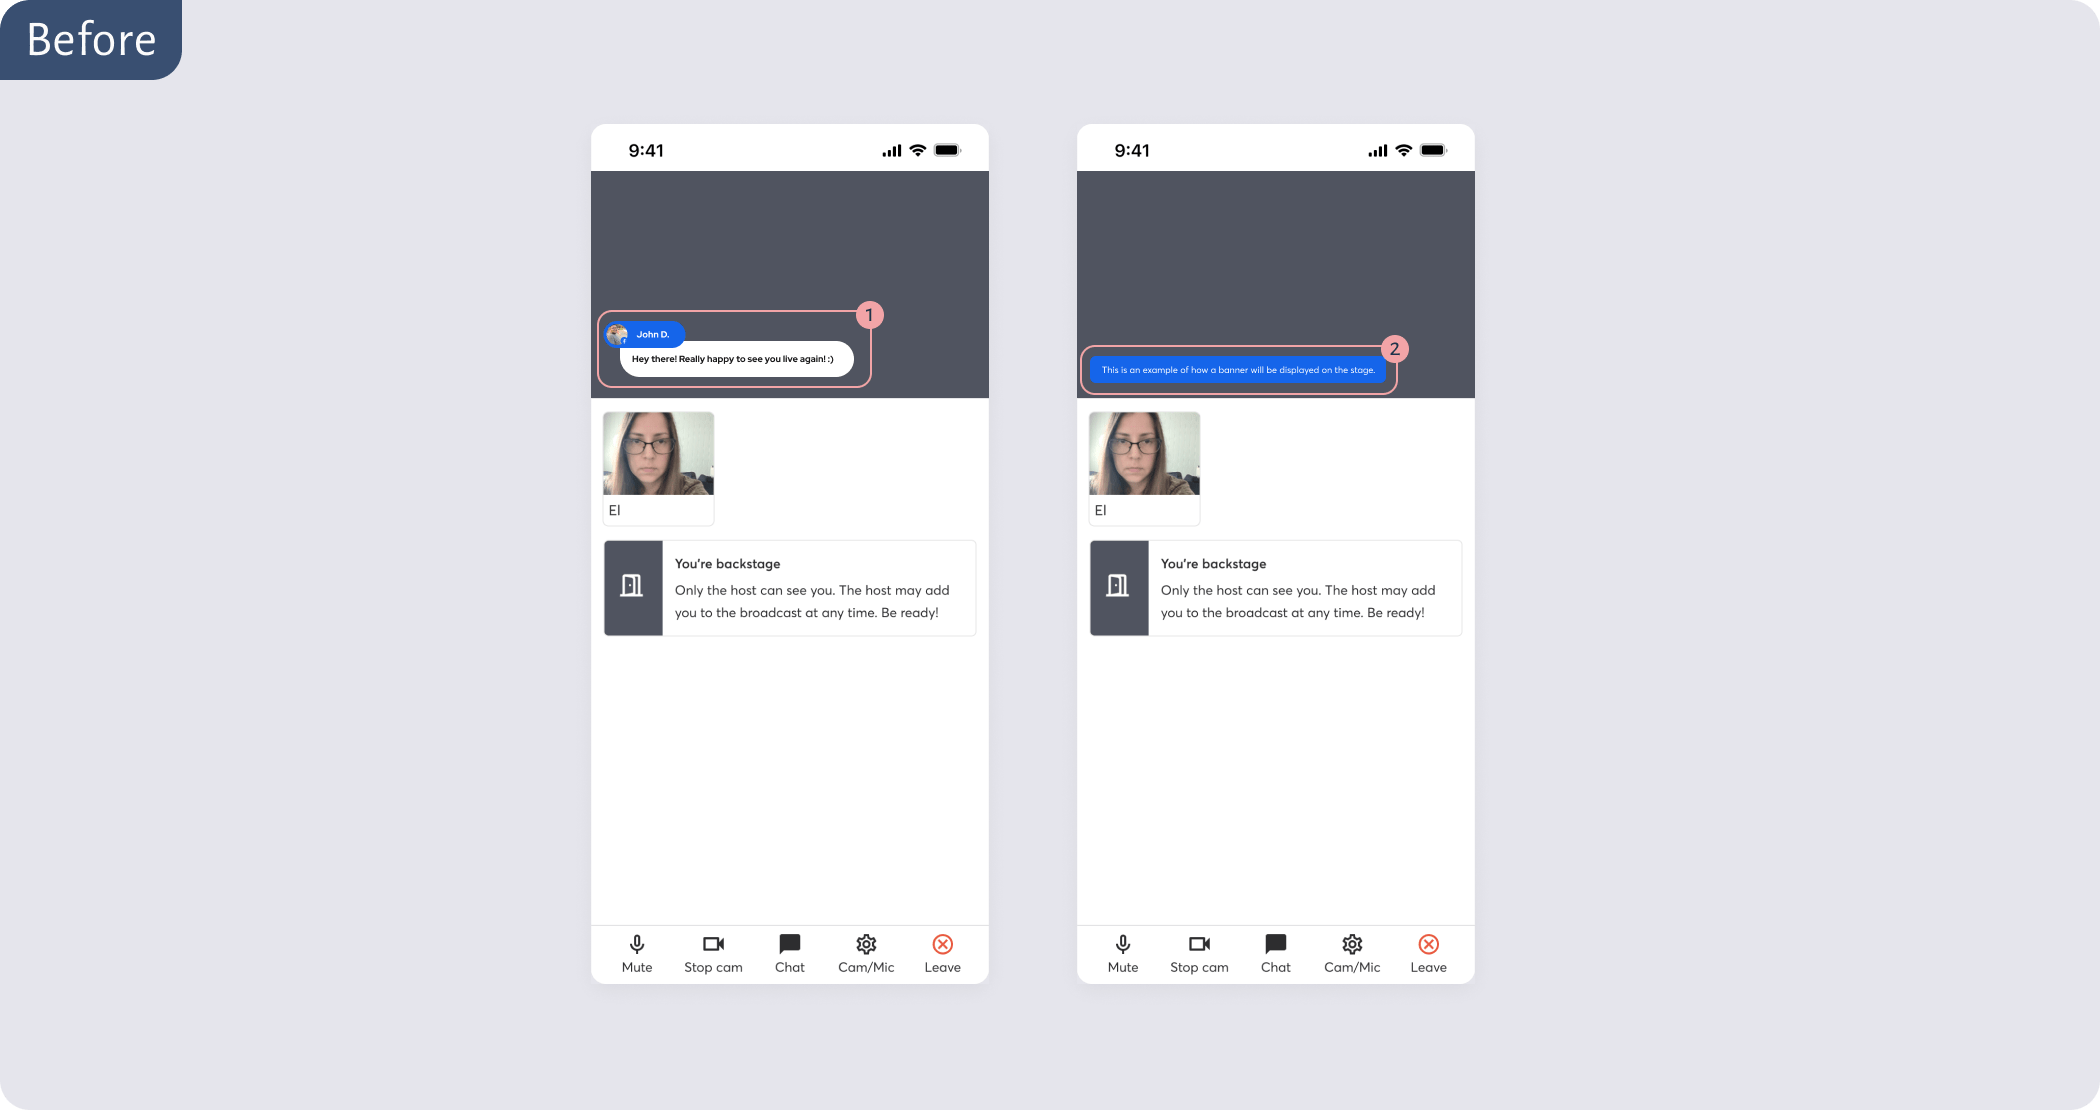 Before
9:41
1
John D.
Hey there! Really happy to see you live again! :)
El
You're backstage
Only the host can see you. The host may add
you to the broadcast at any time. Be ready!
Mute Stop cam Chat Cam/Mic Leave
9:41
2
This is an example of how a banner will be displayed on the stage.
El
You're backstage
Only the host can see you. The host may add
you to the broadcast at any time. Be ready!
Mute Stop cam Chat Cam/Mic Leave